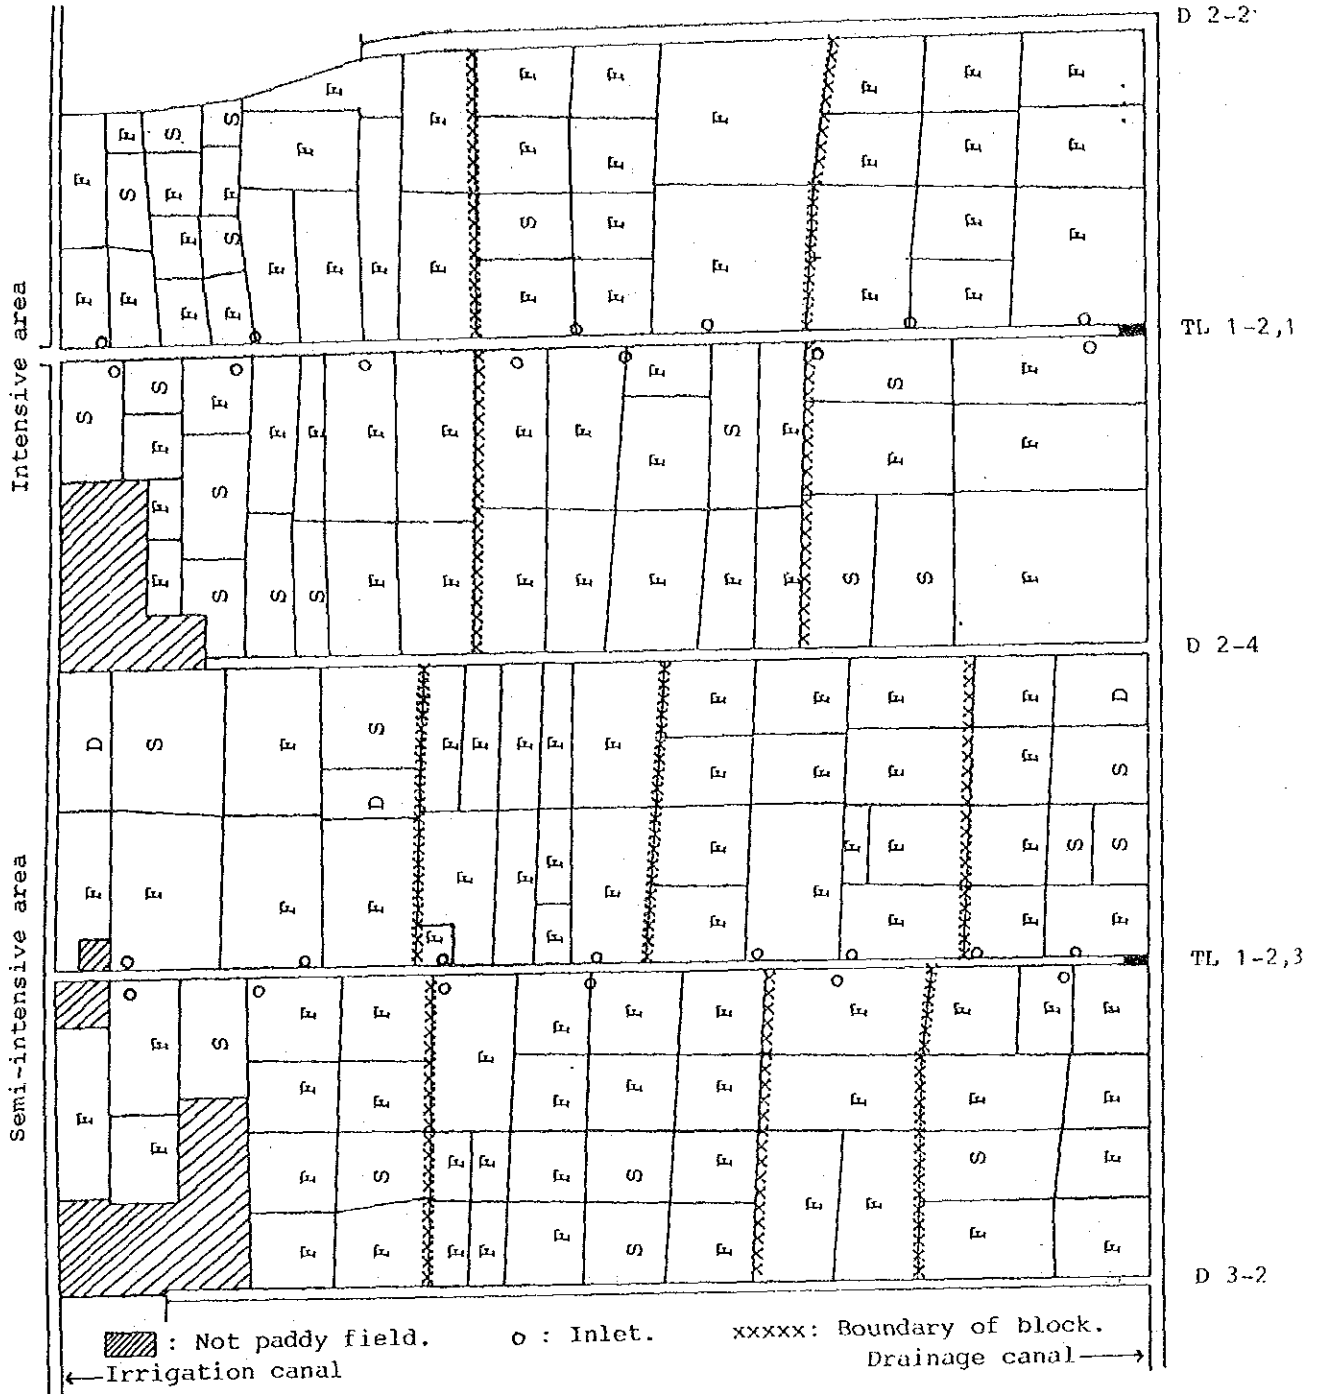 D 2-2
F F F F
F F
S F F
F S F F F F F F
F S F F
S F F F
F S
F F F F F
F F F F F F
F F
TL 1-2,1
Intensive area
F F
S S
F
S
F F F F F F S F
F F
F F
F S
F F F F F F F F S S F
S S S
D 2-4
F F F F D
S
D S F F F F F F F
F F F S
D
F F F F S S
F
F F
F F F F
F F
F F F F
F F
TL 1-2,3
Semi-intensive area
F F F F F F F F
F
F S
F
F F F
F F F F F
F
F F F F S F
F S F S
F F
F F
F F F F S F F
D 3-2
: Not paddy field. o : Inlet. xxxxx: Boundary of block.
←Irrigation canal Drainage canal→